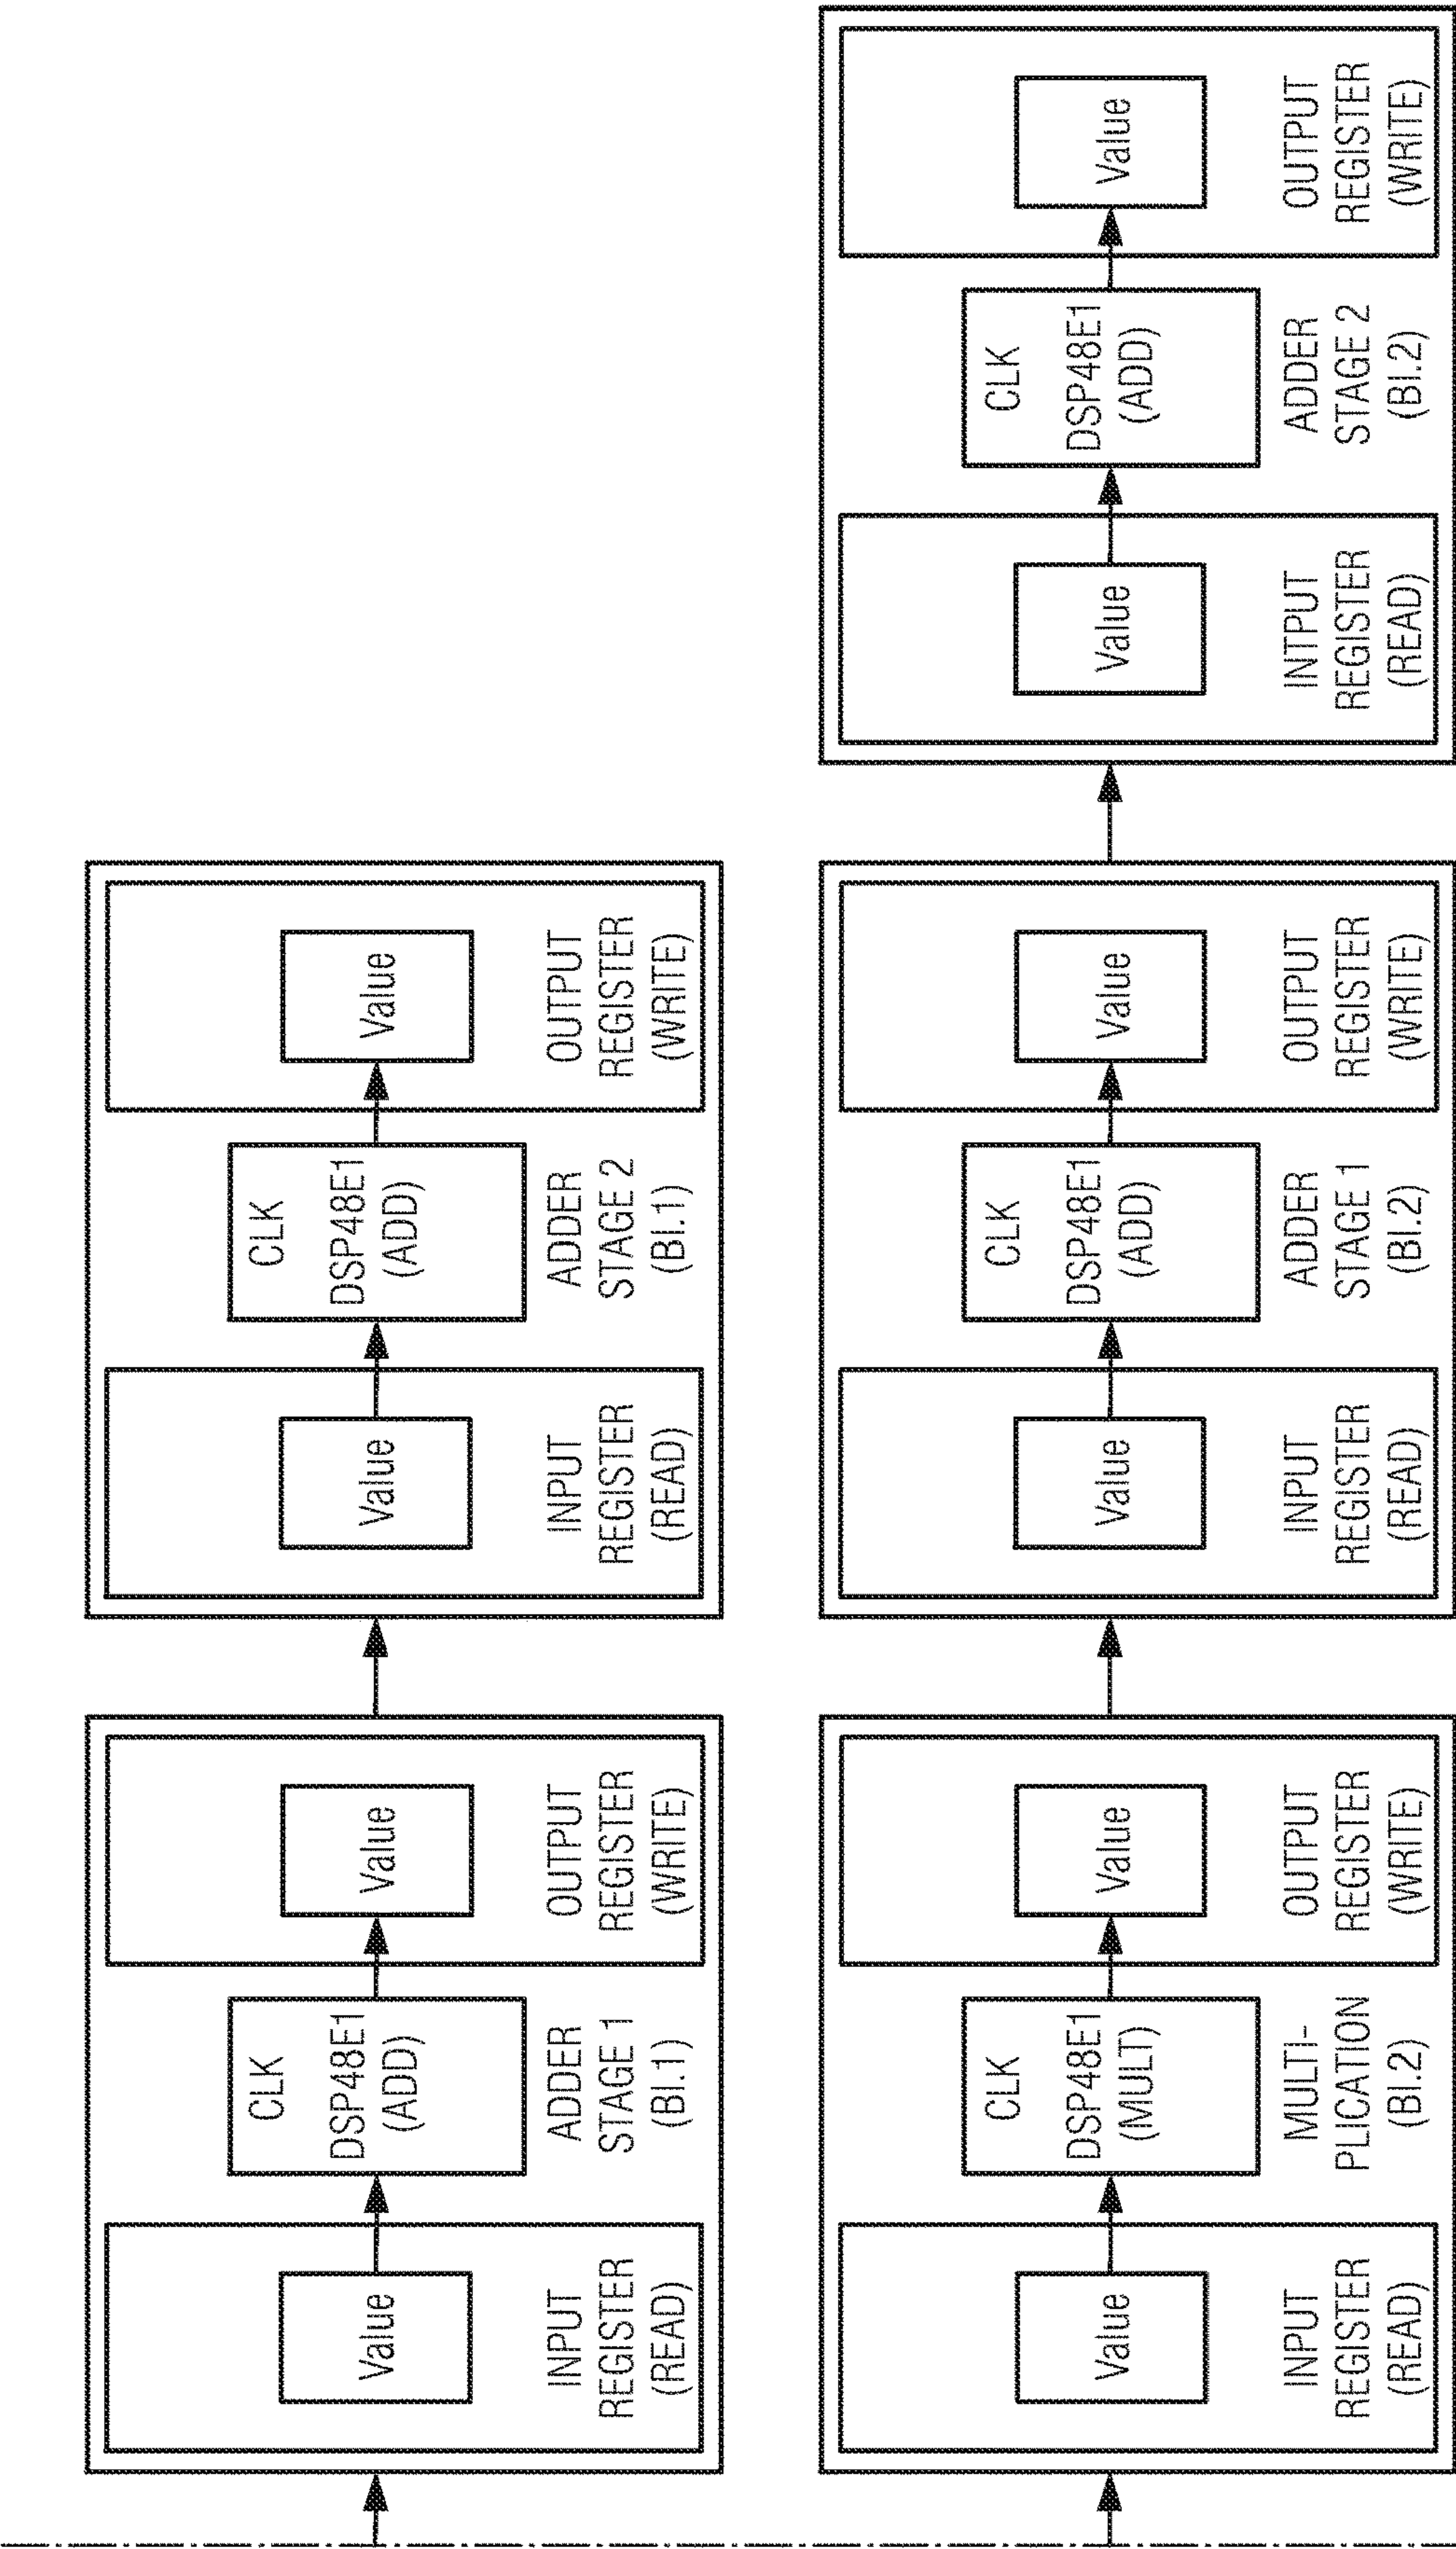 CLK
DSP48E1
(ADD)
Value
Value
INPUT
REGISTER
(READ)
ADDER
STAGE 1
(BI.1)
OUTPUT
REGISTER
(WRITE)
CLK
DSP48E1
(ADD)
Value
Value
INPUT
REGISTER
(READ)
ADDER
STAGE 2
(BI.1)
OUTPUT
REGISTER
(WRITE)
CLK
DSP48E1
(MULT)
Value
Value
INPUT
REGISTER
(READ)
MULTI-
PLICATION
(BI.2)
OUTPUT
REGISTER
(WRITE)
CLK
DSP48E1
(ADD)
Value
Value
INPUT
REGISTER
(READ)
ADDER
STAGE 1
(BI.2)
OUTPUT
REGISTER
(WRITE)
CLK
DSP48E1
(ADD)
Value
Value
INTPUT
REGISTER
(READ)
ADDER
STAGE 2
(BI.2)
OUTPUT
REGISTER
(WRITE)